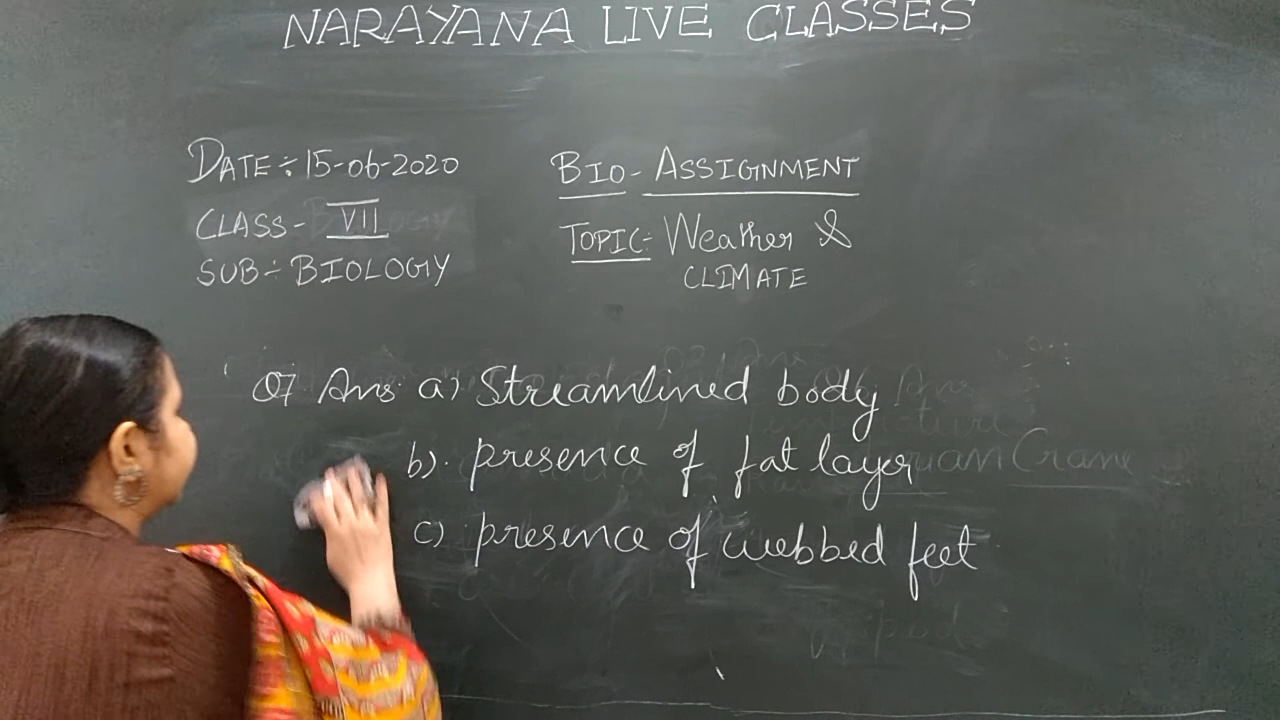 NARAYANA LIVE CLASSES
DATE÷ 15-06-2020
CLASS- VII
SUB÷ BIOLOGY
BIO- ASSIGNMENT
TOPIC:- Weather &
CLIMATE
Q7 Ans. a) Streamlined body
b). presence of fat layer
c) presence of webbed feet